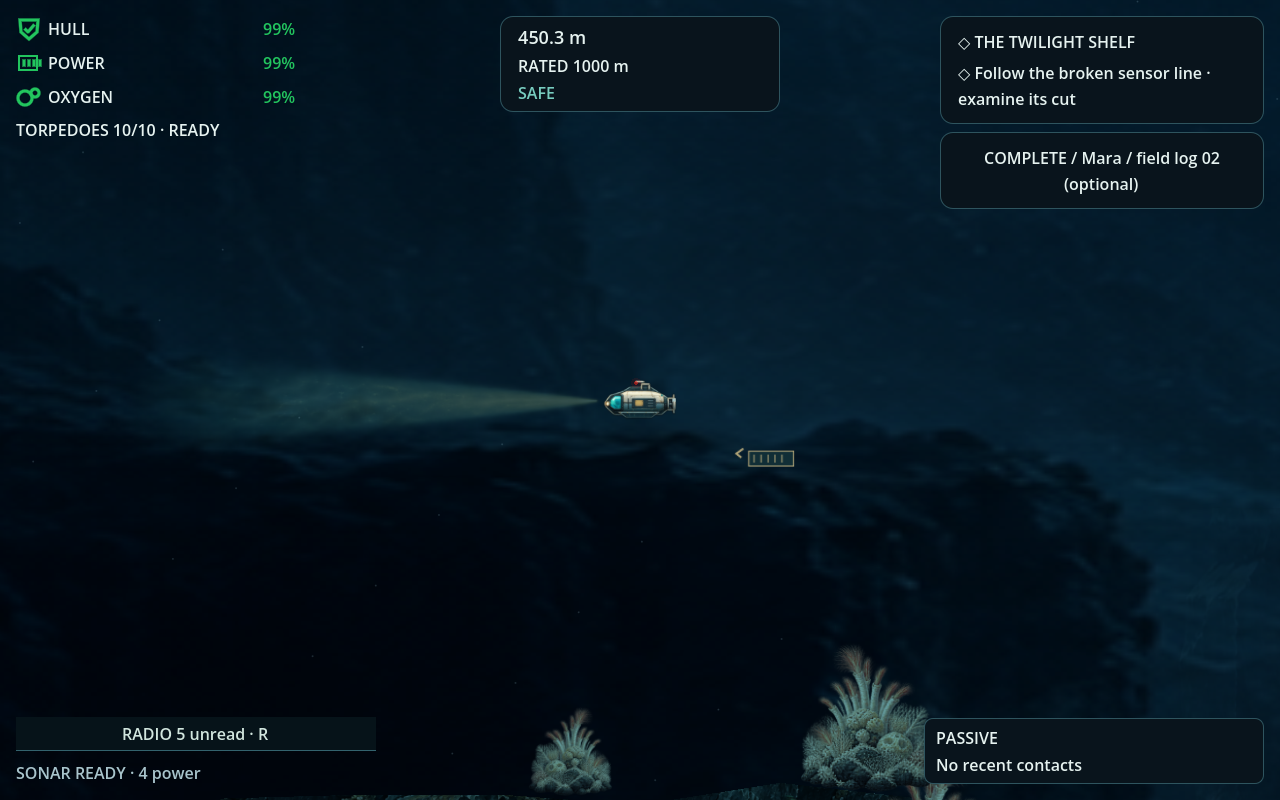 HULL 99%
POWER 99%
OXYGEN 99%
TORPEDOES 10/10 · READY
450.3 m
RATED 1000 m
SAFE
◇ THE TWILIGHT SHELF
◇ Follow the broken sensor line ·
examine its cut
COMPLETE / Mara / field log 02
(optional)
RADIO 5 unread · R
SONAR READY · 4 power
PASSIVE
No recent contacts